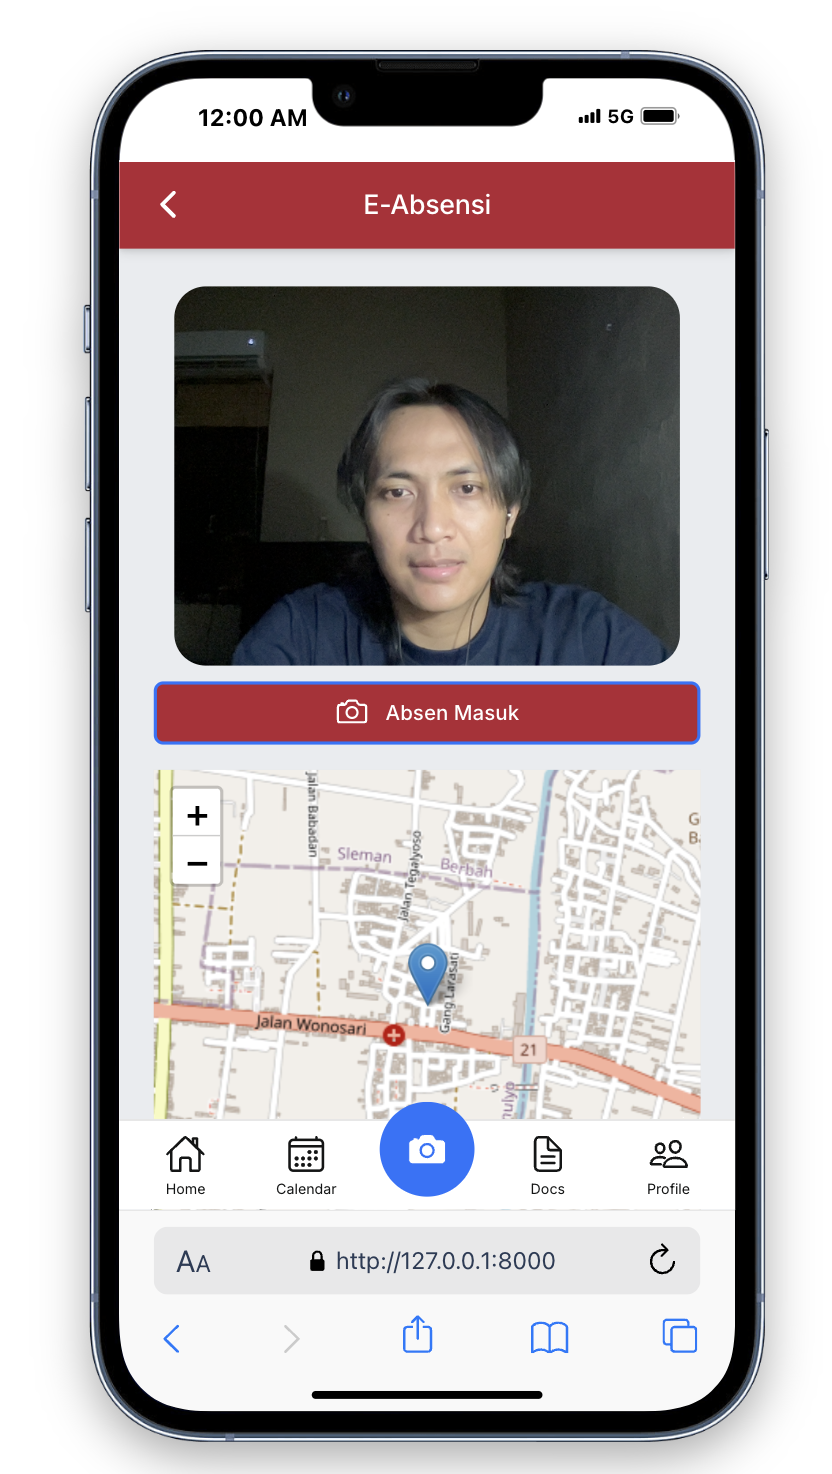 12:00 AM
5G
E-Absensi
Absen Masuk
+
−
Jalan Babadan
Sleman
Berbah
Jalan Tegalyoso
Gang Larasati
Jalan Wonosari
21
Home
Calendar
Docs
Profile
AA
http://127.0.0.1:8000